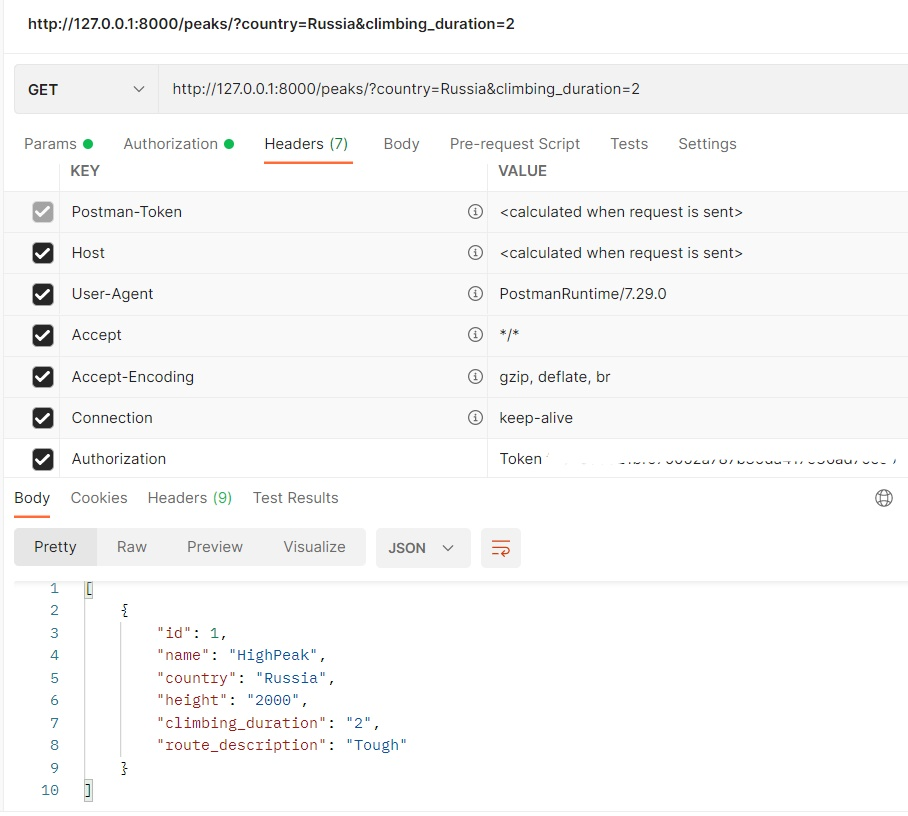 http://127.0.0.1:8000/peaks/?country=Russia&climbing_duration=2
GET http://127.0.0.1:8000/peaks/?country=Russia&climbing_duration=2
Params Authorization Headers (7) Body Pre-request Script Tests Settings
KEY VALUE
Postman-Token <calculated when request is sent>
Host <calculated when request is sent>
User-Agent PostmanRuntime/7.29.0
Accept */*
Accept-Encoding gzip, deflate, br
Connection keep-alive
Authorization Token
Body Cookies Headers (9) Test Results
Pretty Raw Preview Visualize JSON
1 [
2 {
3 "id": 1,
4 "name": "HighPeak",
5 "country": "Russia",
6 "height": "2000",
7 "climbing_duration": "2",
8 "route_description": "Tough"
9 }
10 ]